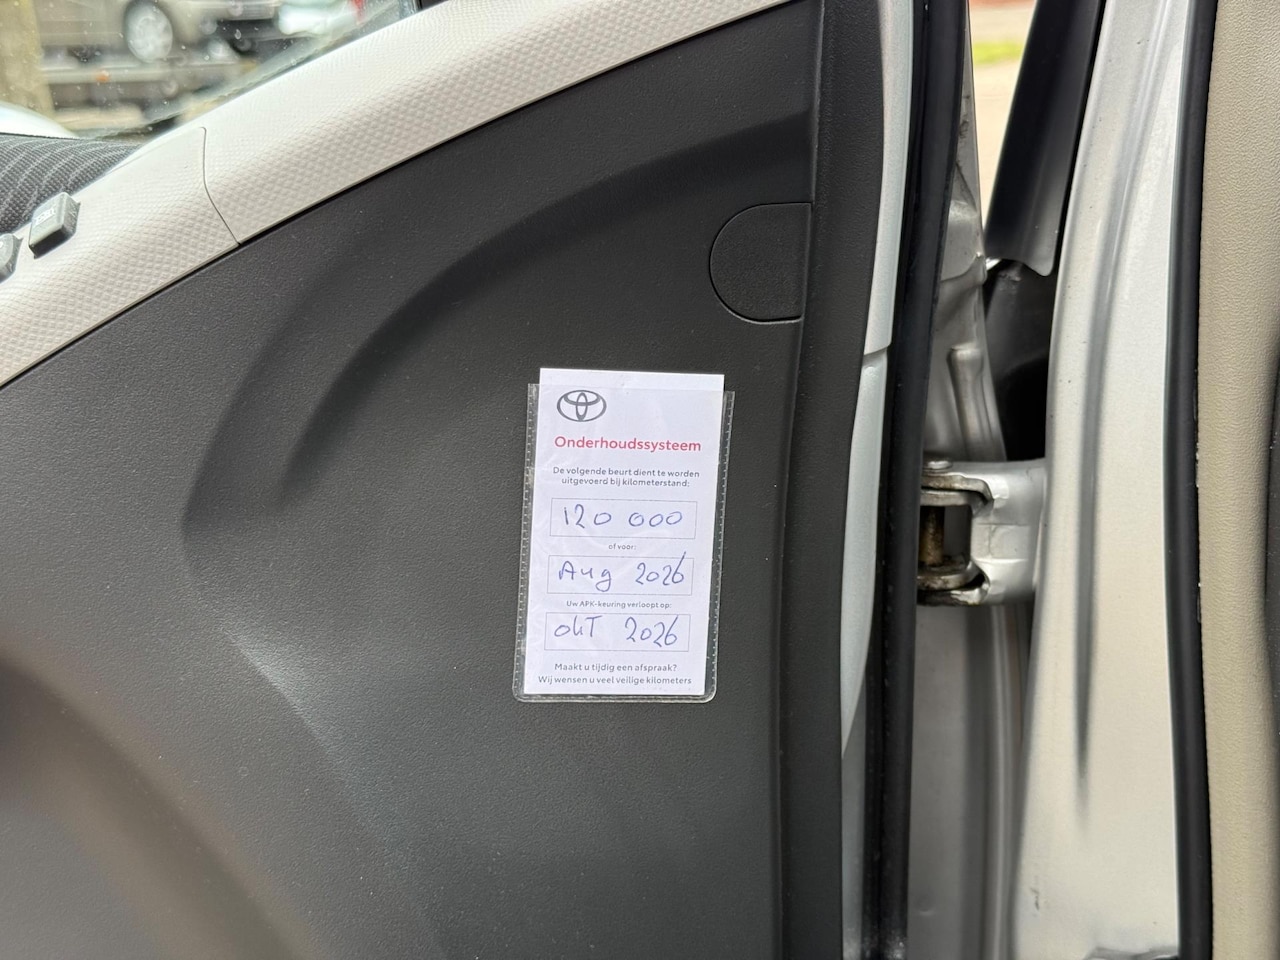 Onderhoudssysteem
De volgende beurt dient te worden
uitgevoerd bij kilometerstand:
120 000
of voor:
Aug 2026
Uw APK-keuring verloopt op:
okT 2026
Maakt u tijdig een afspraak?
Wij wensen u veel veilige kilometers